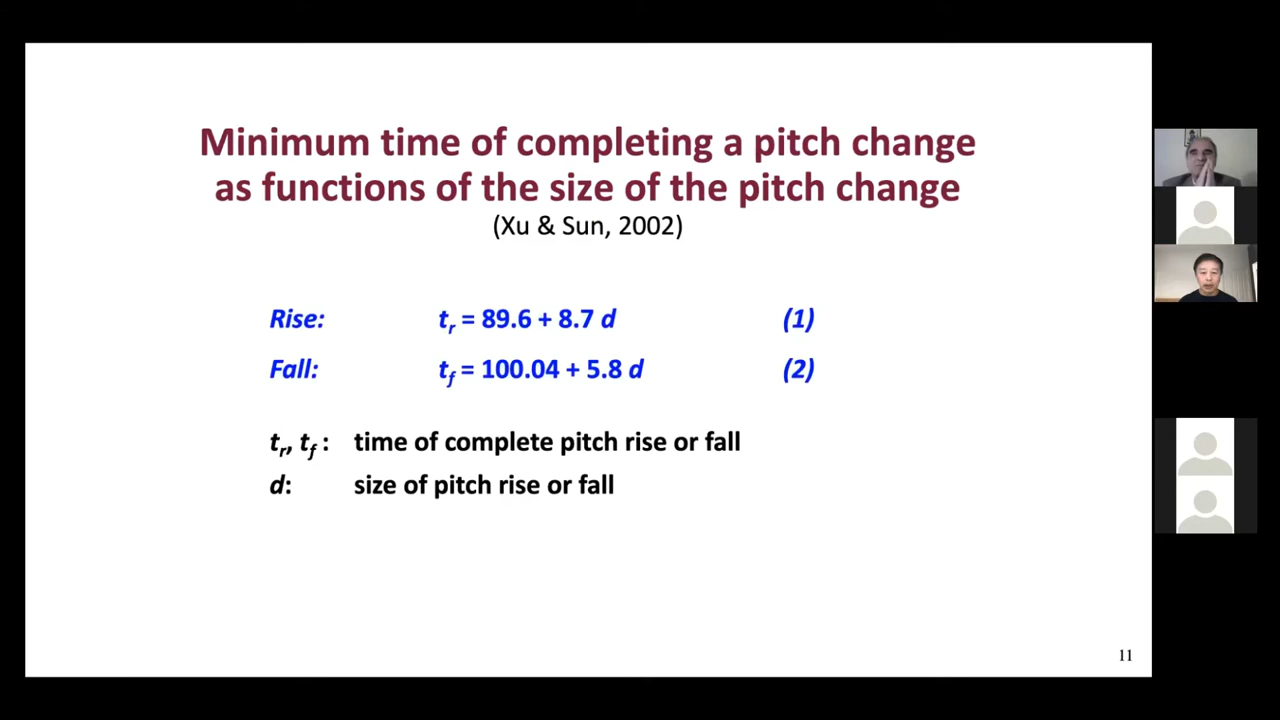 Minimum time of completing a pitch change
as functions of the size of the pitch change
(Xu & Sun, 2002)
Rise: tr = 89.6 + 8.7 d (1)
Fall: tf = 100.04 + 5.8 d (2)
tr, tf : time of complete pitch rise or fall
d: size of pitch rise or fall
11